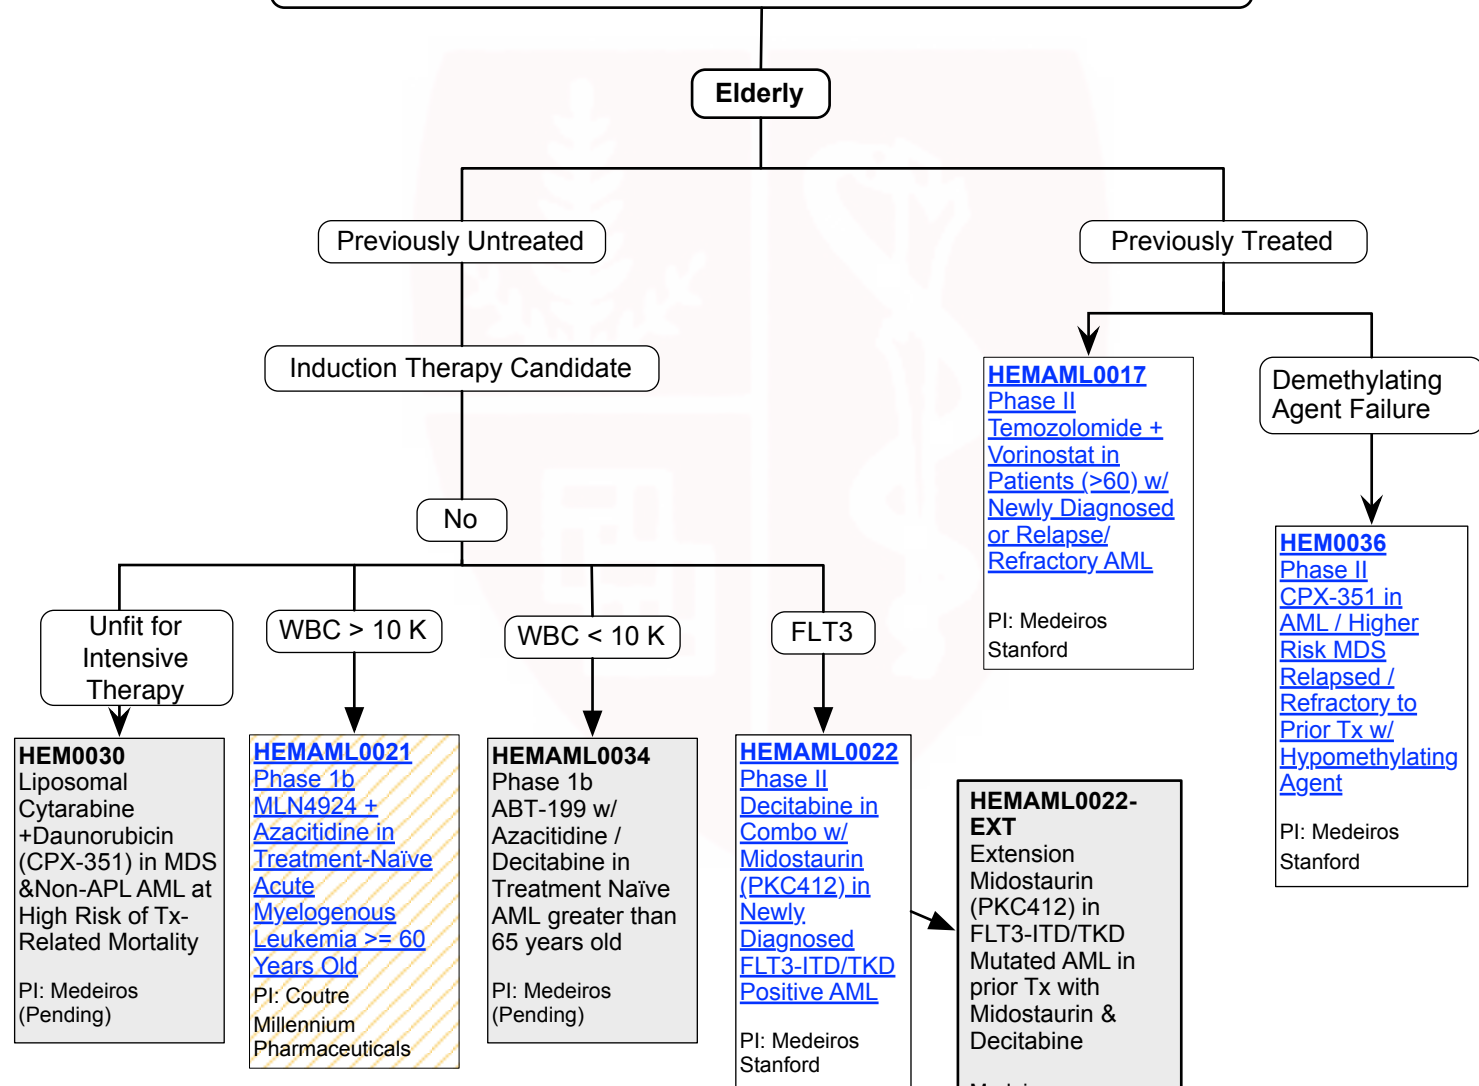 Elderly
Previously Untreated
Previously Treated
Induction Therapy Candidate
No
Unfit for
Intensive
Therapy
WBC > 10 K
WBC < 10 K
FLT3
HEM0030
Liposomal
Cytarabine
+Daunorubicin
(CPX-351) in MDS
&Non-APL AML at
High Risk of Tx-
Related Mortality
PI: Medeiros
(Pending)
HEMAML0021
Phase 1b
MLN4924 +
Azacitidine in
Treatment-Naïve
Acute
Myelogenous
Leukemia >= 60
Years Old
PI: Coutre
Millennium
Pharmaceuticals
HEMAML0034
Phase 1b
ABT-199 w/
Azacitidine /
Decitabine in
Treatment Naïve
AML greater than
65 years old
PI: Medeiros
(Pending)
HEMAML0022
Phase II
Decitabine in
Combo w/
Midostaurin
(PKC412) in
Newly
Diagnosed
FLT3-ITD/TKD
Positive AML
PI: Medeiros
Stanford
HEMAML0022-
EXT
Extension
Midostaurin
(PKC412) in
FLT3-ITD/TKD
Mutated AML in
prior Tx with
Midostaurin &
Decitabine
HEMAML0017
Phase II
Temozolomide +
Vorinostat in
Patients (>60) w/
Newly Diagnosed
or Relapse/
Refractory AML
PI: Medeiros
Stanford
Demethylating
Agent Failure
HEM0036
Phase II
CPX-351 in
AML / Higher
Risk MDS
Relapsed /
Refractory to
Prior Tx w/
Hypomethylating
Agent
PI: Medeiros
Stanford